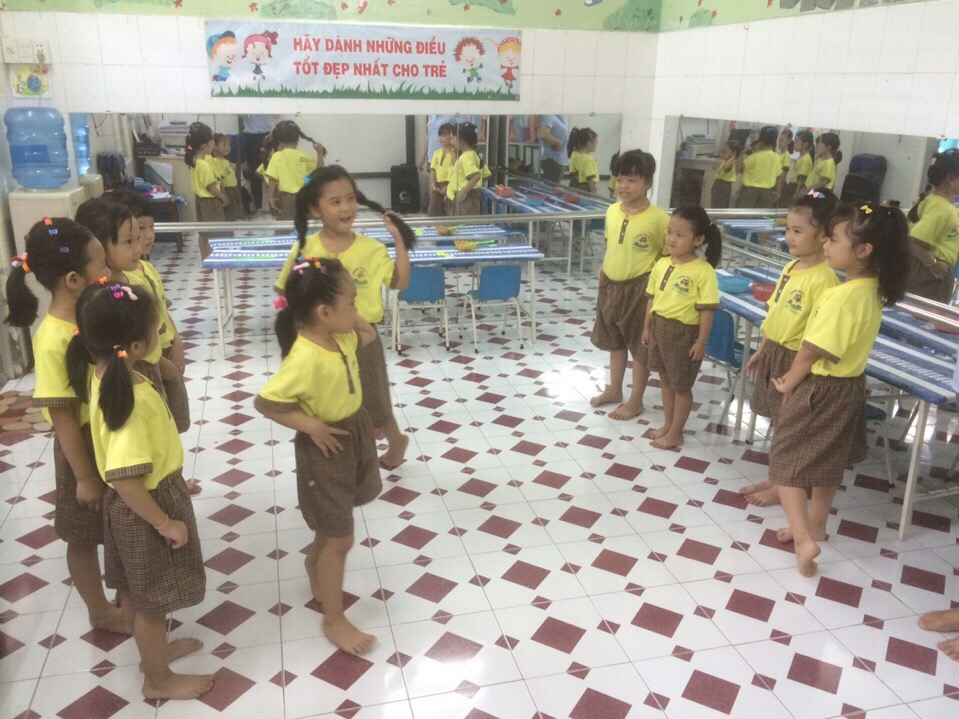 HÃY DÀNH NHỮNG ĐIỀU
TỐT ĐẸP NHẤT CHO TRẺ